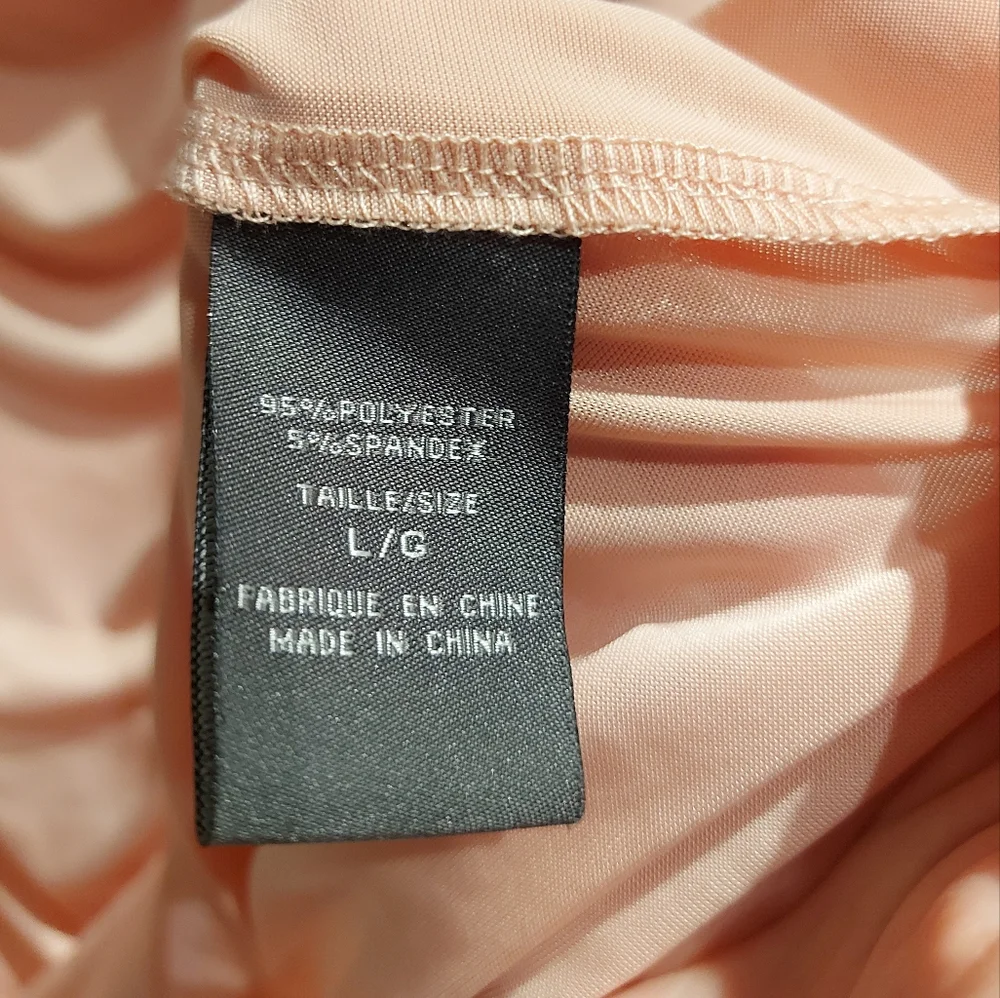 95%POLYESTER
5%SPANDEX
TAILLE/SIZE
L/G
FABRIQUE EN CHINE
MADE IN CHINA